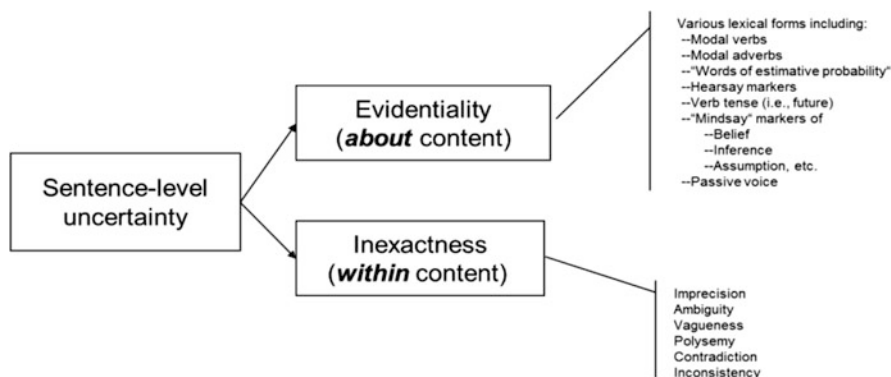 Sentence-level
uncertainty
Evidentiality
(about content)
Inexactness
(within content)
Various lexical forms including:
--Modal verbs
--Modal adverbs
--"Words of estimative probability"
--Hearsay markers
--Verb tense (i.e., future)
--"Mindsay" markers of
--Belief
--Inference
--Assumption, etc.
--Passive voice
Imprecision
Ambiguity
Vagueness
Polysemy
Contradiction
Inconsistency